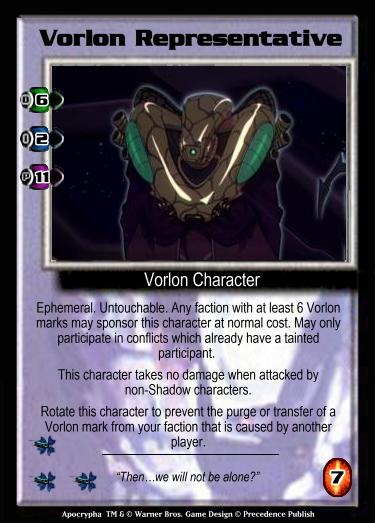 Vorlon Representative
D 6
I 2
P 11
Vorlon Character
Ephemeral. Untouchable. Any faction with at least 6 Vorlon
marks may sponsor this character at normal cost. May only
participate in conflicts which already have a tainted
participant.
This character takes no damage when attacked by
non-Shadow characters.
Rotate this character to prevent the purge or transfer of a
Vorlon mark from your faction that is caused by another
player.
“Then…we will not be alone?”
7
Apocrypha TM & © Warner Bros. Game Design © Precedence Publish